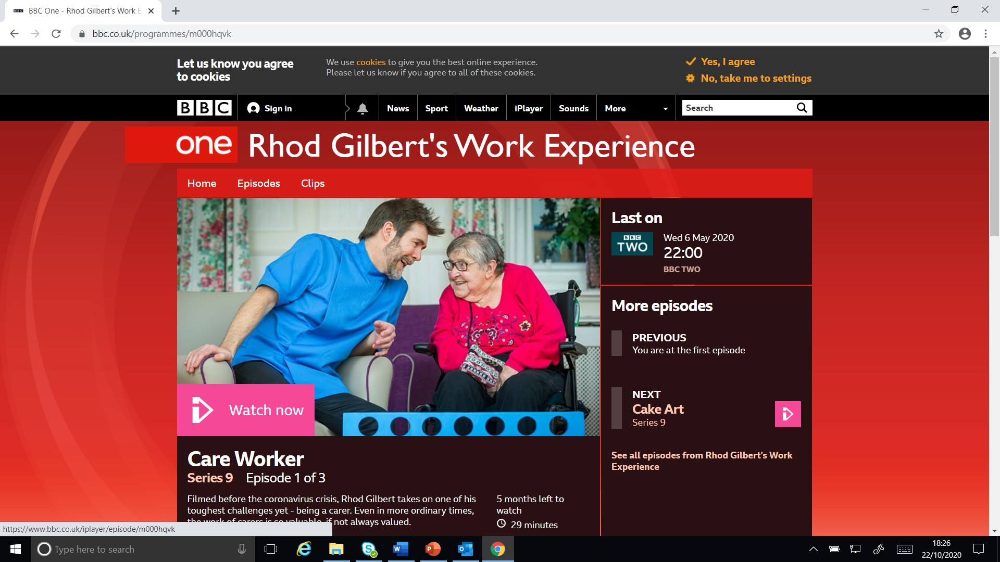 BBC One - Rhod Gilbert's Work E
bbc.co.uk/programmes/m000hqvk
Let us know you agree
to cookies
We use cookies to give you the best online experience.
Please let us know if you agree to all of these cookies.
Yes, I agree
No, take me to settings
BBC
Sign in
News
Sport
Weather
iPlayer
Sounds
More
Search
one
Rhod Gilbert's Work Experience
Home
Episodes
Clips
Watch now
Last on
BBC
TWO
Wed 6 May 2020
22:00
BBC TWO
More episodes
PREVIOUS
You are at the first episode
NEXT
Cake Art
Series 9
See all episodes from Rhod Gilbert's Work
Experience
Care Worker
Series 9 Episode 1 of 3
Filmed before the coronavirus crisis, Rhod Gilbert takes on one of his
toughest challenges yet - being a carer. Even in more ordinary times,
the work of carers is so valuable, if not always valued.
5 months left to
watch
29 minutes
https://www.bbc.co.uk/iplayer/episode/m000hqvk
Type here to search
18:26
22/10/2020